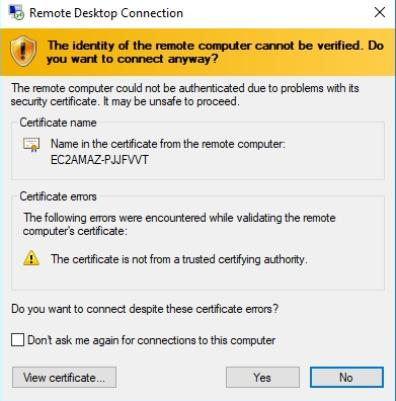 Remote Desktop Connection
The identity of the remote computer cannot be verified. Do
you want to connect anyway?
The remote computer could not be authenticated due to problems with its
security certificate. It may be unsafe to proceed.
Certificate name
Name in the certificate from the remote computer:
EC2AMAZ-PJJFVVT
Certificate errors
The following errors were encountered while validating the remote
computer's certificate:
The certificate is not from a trusted certifying authority.
Do you want to connect despite these certificate errors?
Don't ask me again for connections to this computer
View certificate... Yes No